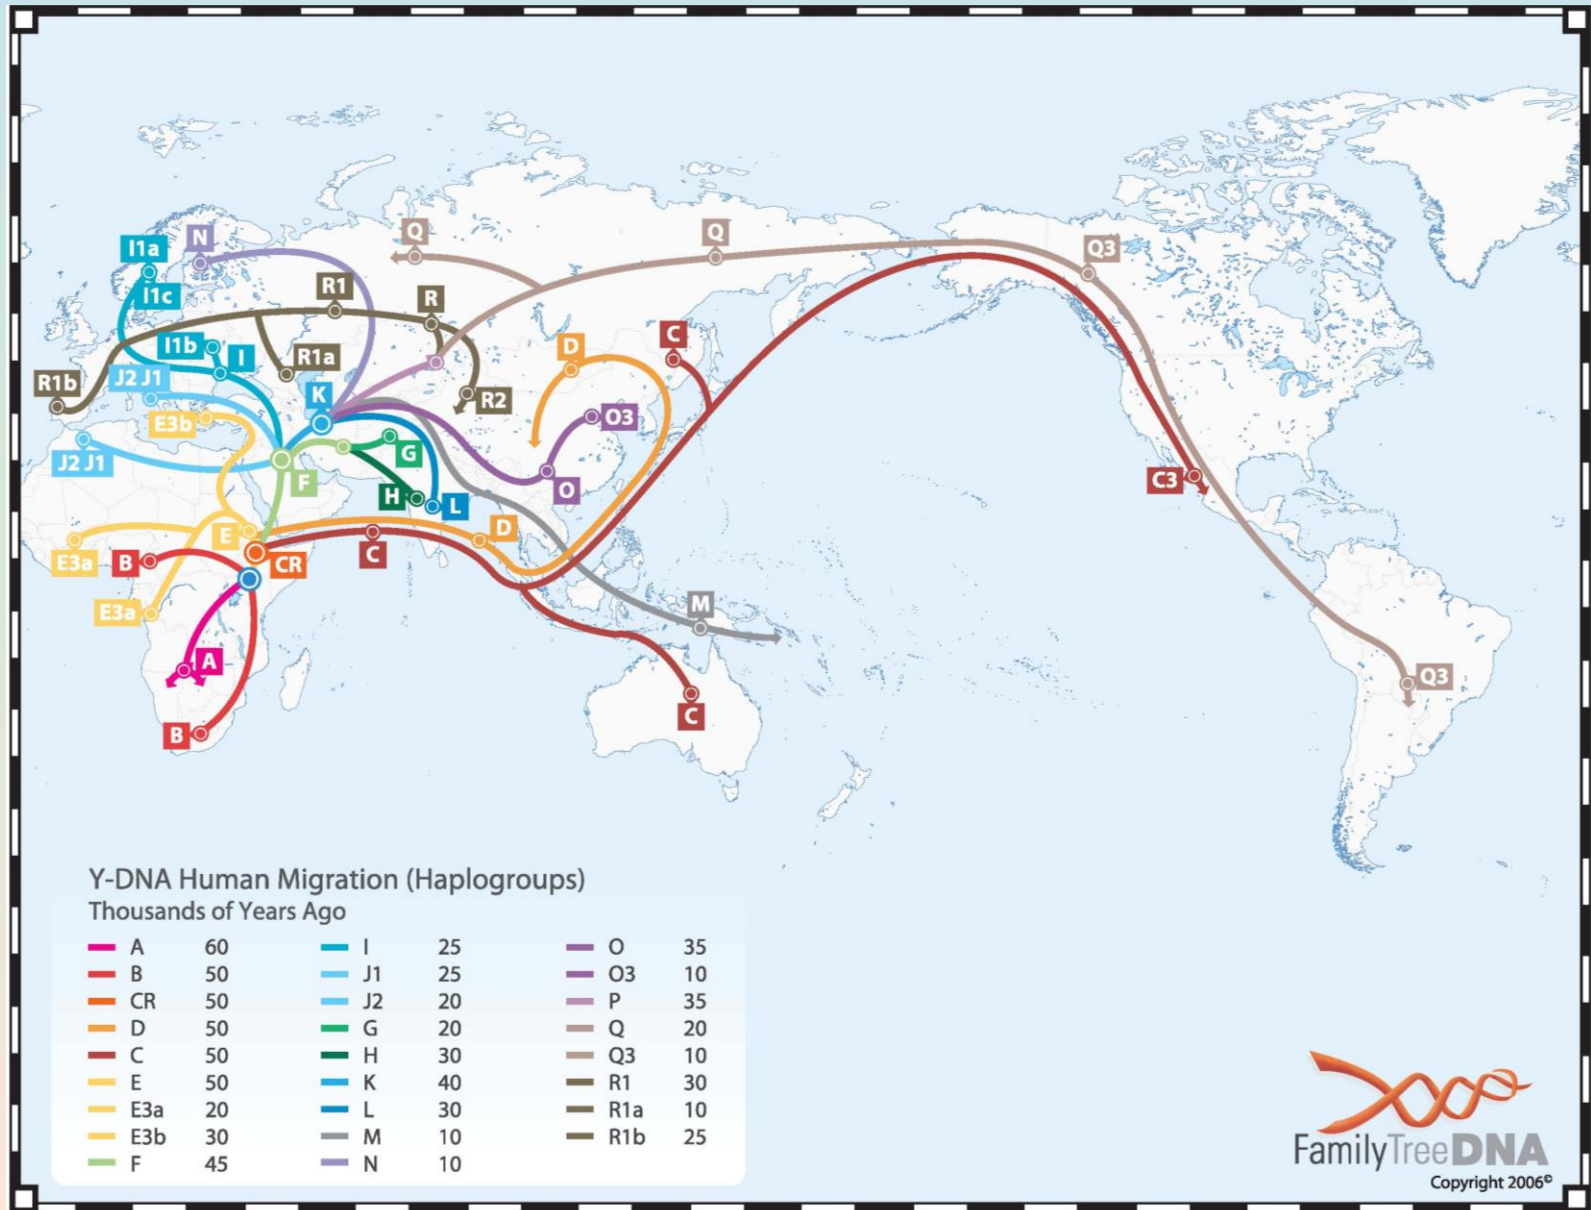 I1a
N
Q
Q
Q3
I1c
R1
R
I1b
I
R1a
D
C
J2 J1
R1b
K
R2
E3b
O3
J2 J1
G
F
H
L
O
C3
E
D
E3a
B
CR
C
E3a
M
A
Q3
B
C
Y-DNA Human Migration (Haplogroups)
Thousands of Years Ago
A 60
B 50
CR 50
D 50
C 50
E 50
E3a 20
E3b 30
F 45
I 25
J1 25
J2 20
G 20
H 30
K 40
L 30
M 10
N 10
O 35
O3 10
P 35
Q 20
Q3 10
R1 30
R1a 10
R1b 25
FamilyTreeDNA
Copyright 2006©